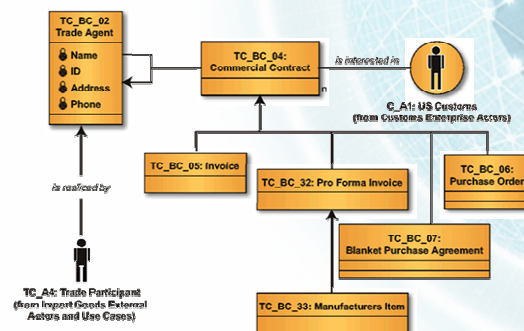 TC_BC_02
Trade Agent
Name
ID
Address
Phone
TC_BC_04:
Commercial Contract
n
is interested in
C_A1: US Customs
(from Customs Enterprise Actors)
TC_BC_05: Invoice
TC_BC_32: Pro Forma Invoice
TC_BC_06:
Purchase Order
TC_BC_07:
Blanket Purchase Agreement
is realized by
TC_A4: Trade Participant
(from Import Goods External
Actors and Use Cases)
TC_BC_33: Manufacturers Item